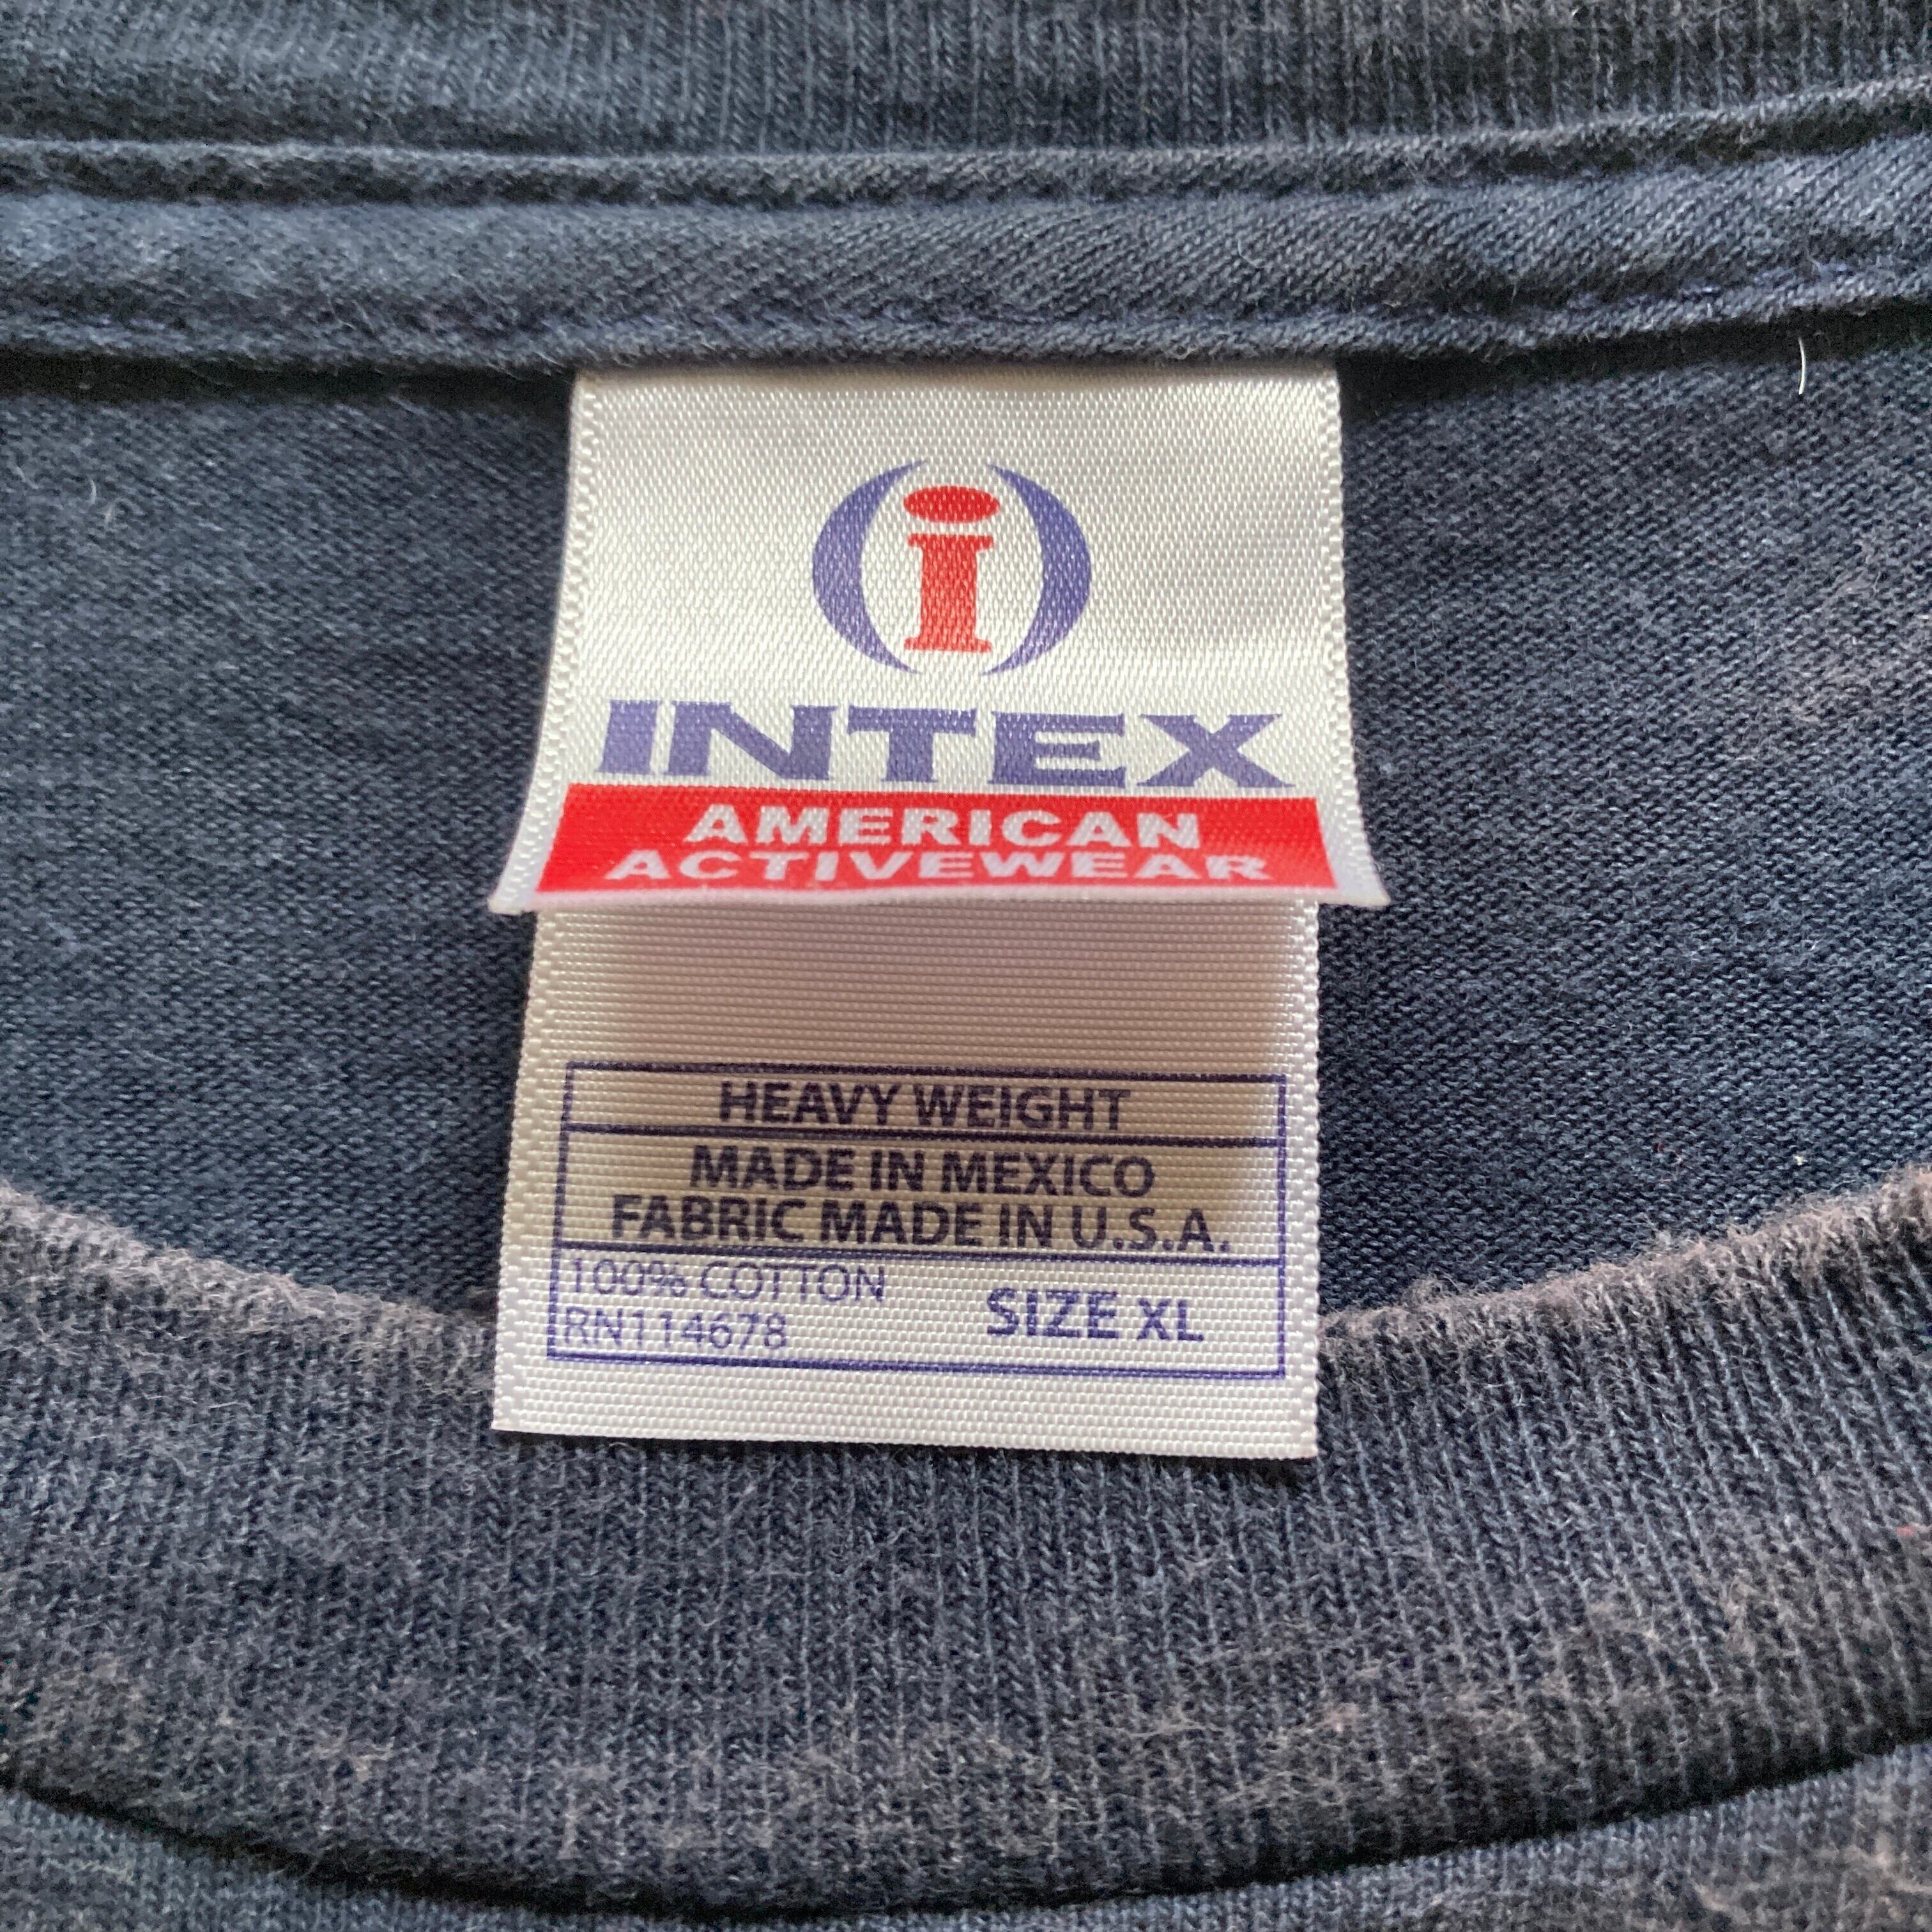 i
INTEX
AMERICAN
ACTIVEWEAR
HEAVY WEIGHT
MADE IN MEXICO
FABRIC MADE IN U.S.A.
100% COTTON
RN114678
SIZE XL